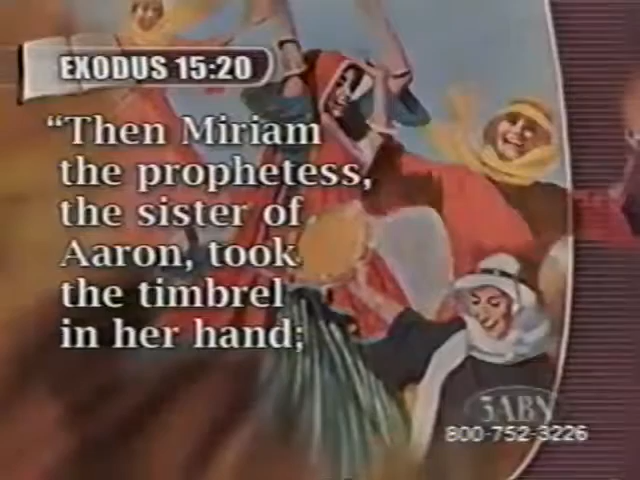 EXODUS 15:20
“Then Miriam
the prophetess,
the sister of
Aaron, took
the timbrel
in her hand;
3ABN
800-752-3226